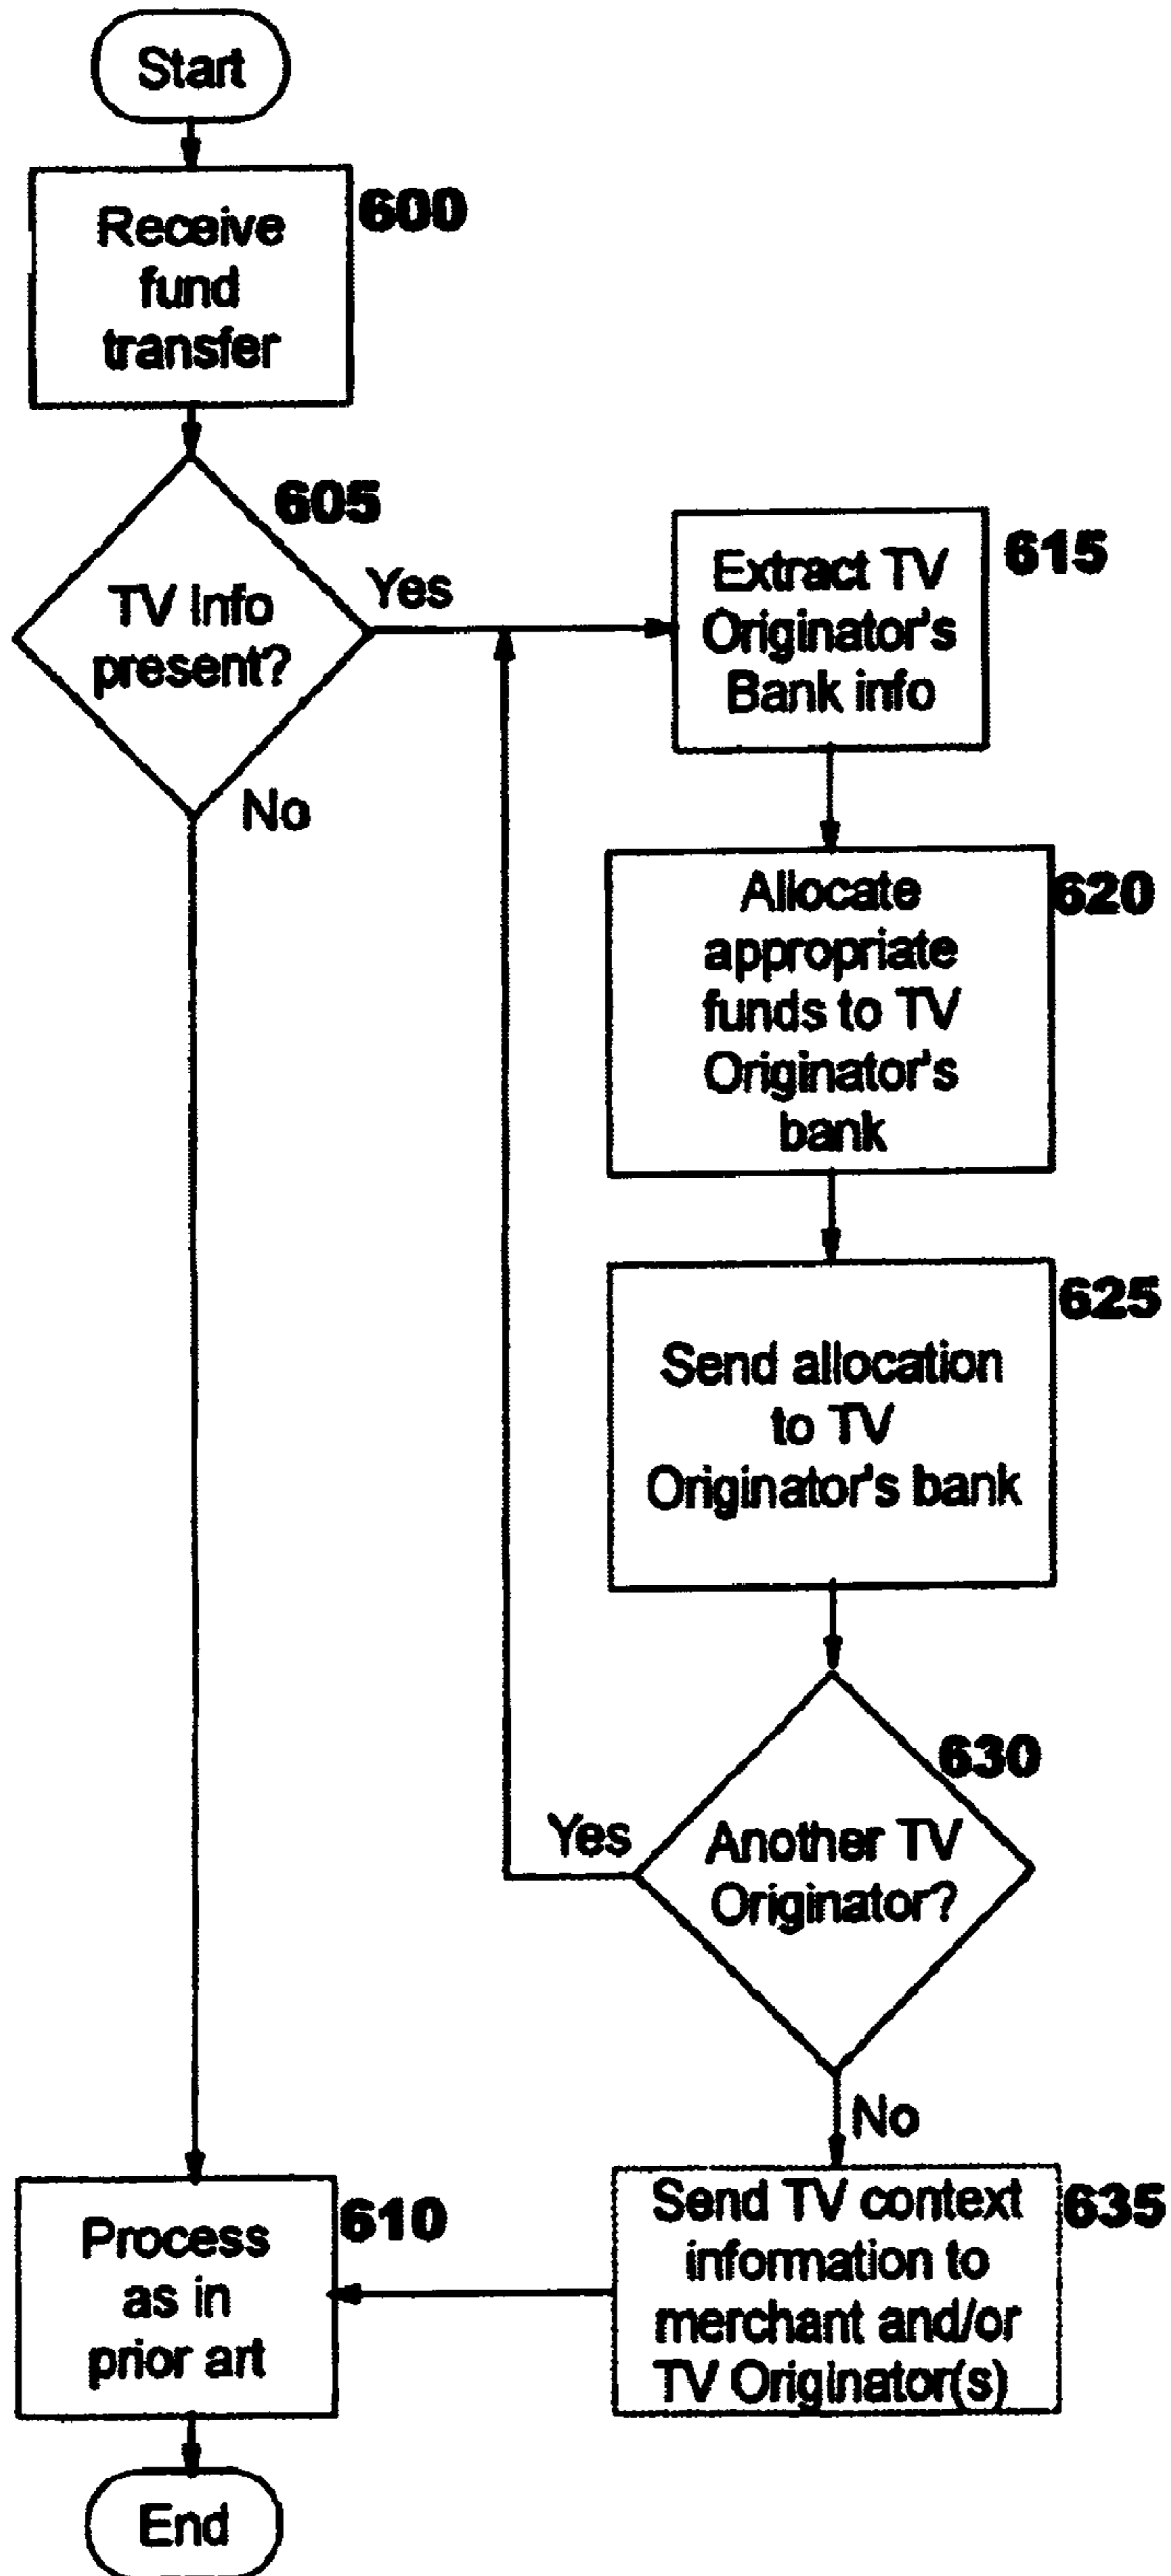 Start
Receive
fund
transfer
600
605
TV Info
present?
Yes
No
Extract TV
Originator's
Bank info
615
Allocate
appropriate
funds to TV
Originator's
bank
620
Send allocation
to TV
Originator's bank
625
630
Another TV
Originator?
Yes
No
Send TV context
information to
merchant and/or
TV Originator(s)
635
Process
as in
prior art
610
End